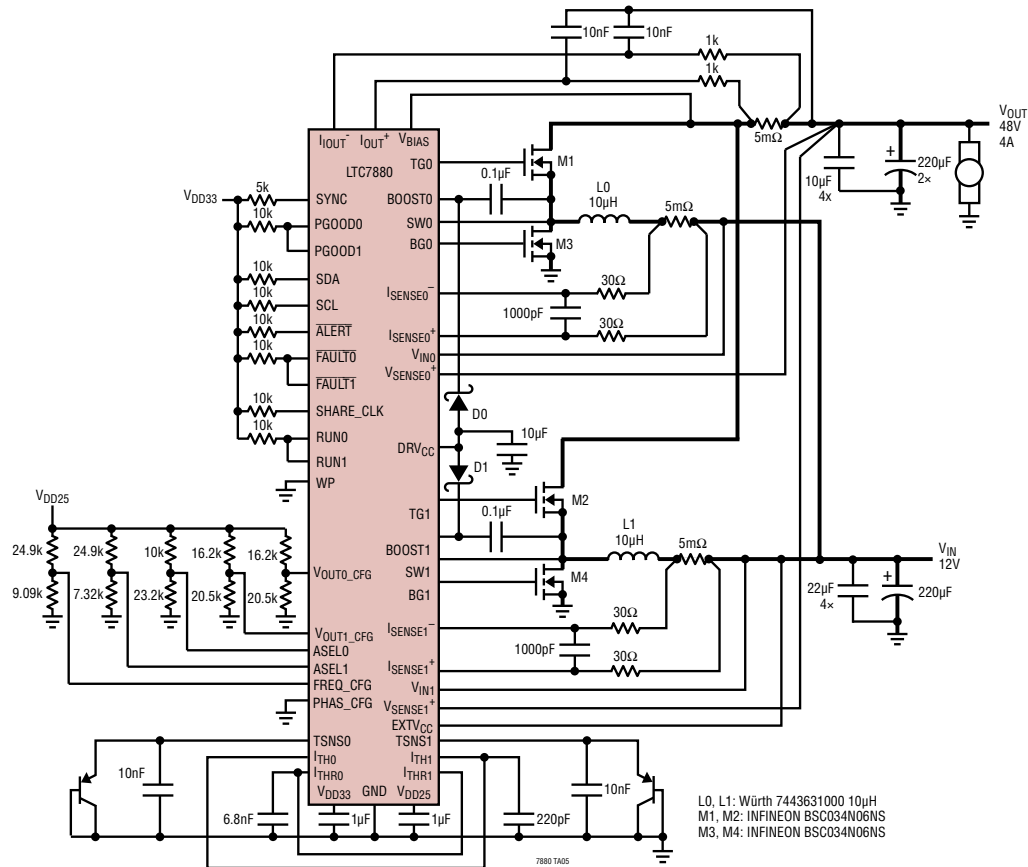 10nF
10nF
1k
1k
VOUT
48V
4A
5mΩ
IIOUT-
IOUT+
VBIAS
LTC7880
TG0
M1
0.1µF
L0
10µH
10µF
4x
220µF
2×
VDD33
5k
SYNC
BOOST0
10k
PGOOD0
SW0
5mΩ
PGOOD1
BG0
M3
10k
SDA
ISENSE0-
30Ω
10k
SCL
1000pF
10k
ALERT
ISENSE0+
30Ω
10k
FAULT0
VIN0
FAULT1
VSENSE0+
10k
SHARE_CLK
D0
10k
RUN0
DRVCC
10µF
RUN1
D1
WP
M2
VDD25
TG1
0.1µF
L1
10µH
5mΩ
VIN
12V
24.9k
24.9k
10k
16.2k
16.2k
BOOST1
VOUT0_CFG
SW1
M4
22µF
4×
220µF
9.09k
7.32k
23.2k
20.5k
20.5k
BG1
VOUT1_CFG
ISENSE1-
30Ω
ASEL0
1000pF
ASEL1
ISENSE1+
30Ω
FREQ_CFG
VIN1
PHAS_CFG
VSENSE1+
EXTVCC
TSNS0
TSNS1
ITH0
ITH1
10nF
ITHR0
ITHR1
10nF
VDD33
GND
VDD25
6.8nF
1µF
1µF
220pF
L0, L1: Würth 7443631000 10µH
M1, M2: INFINEON BSC034N06NS
M3, M4: INFINEON BSC034N06NS
7880 TA05